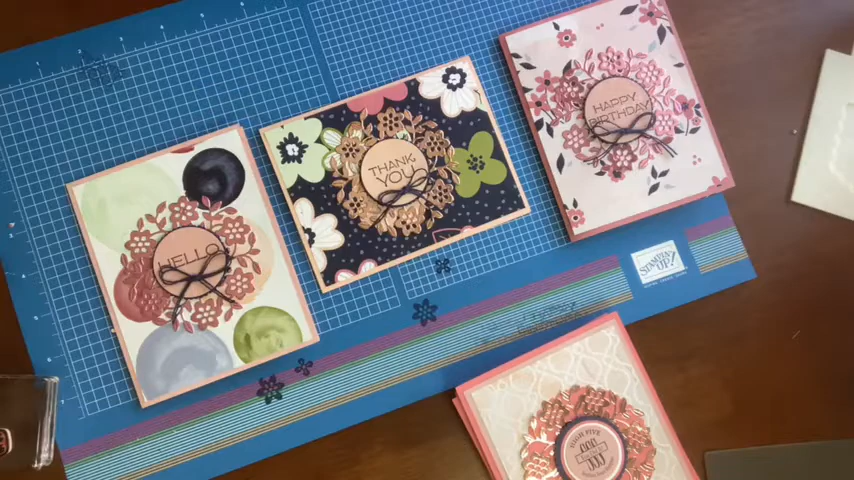 HELLO
THANK
YOU
HAPPY
BIRTHDAY
STAMPIN' UP!
HIGH FIVE